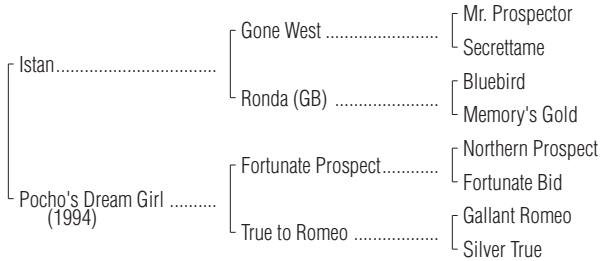 Mr. Prospector
Gone West ........................
Secrettame
Istan..................................
Bluebird
Ronda (GB) ......................
Memory's Gold
Northern Prospect
Fortunate Prospect............
Fortunate Bid
Pocho's Dream Girl ..........
(1994)
Gallant Romeo
True to Romeo ..................
Silver True